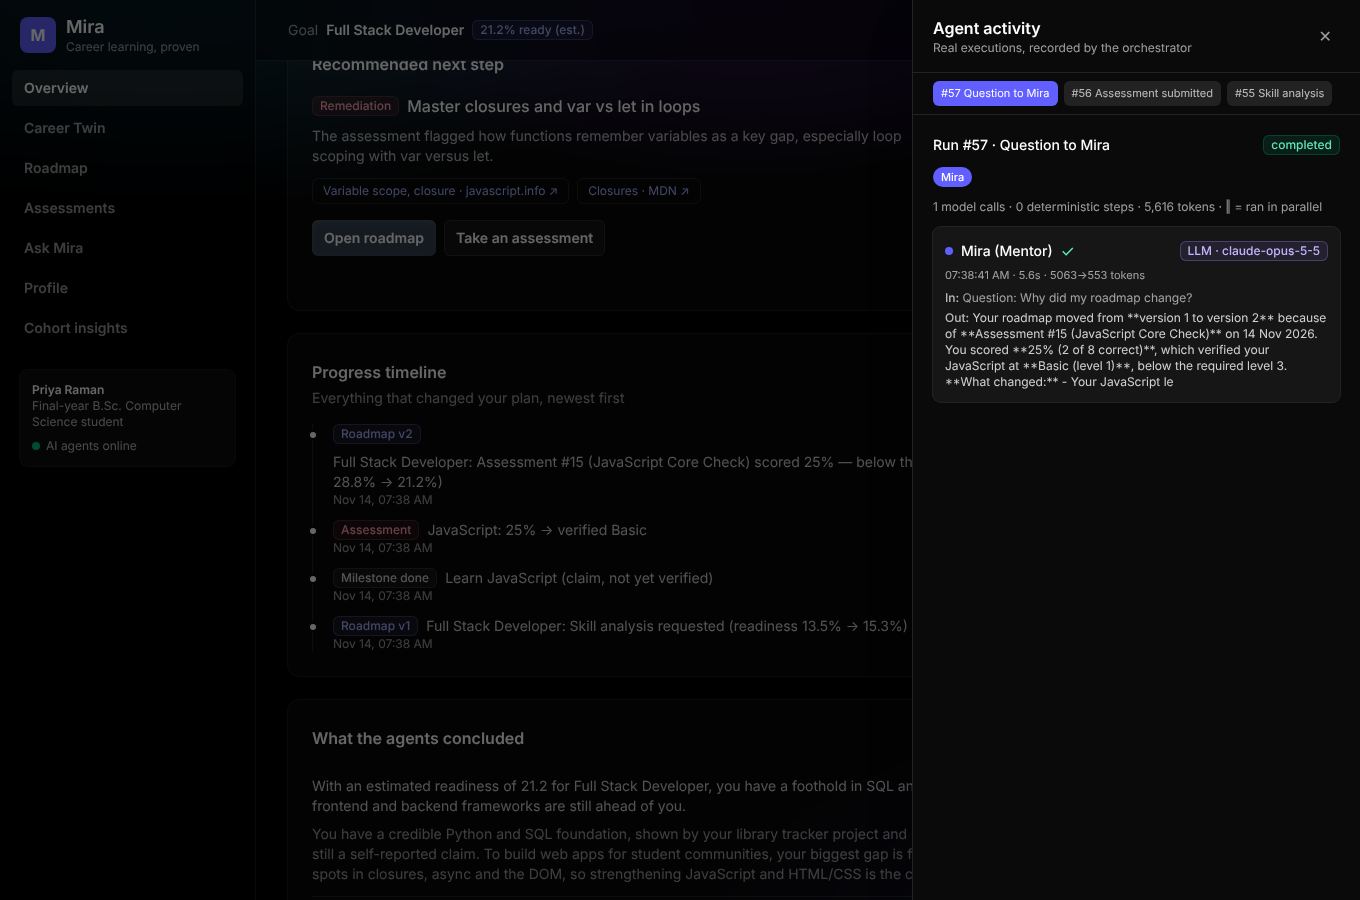 M
Mira
Career learning, proven
Overview
Career Twin
Roadmap
Assessments
Ask Mira
Profile
Cohort insights
Priya Raman
Final-year B.Sc. Computer
Science student
AI agents online
Goal Full Stack Developer 21.2% ready (est.)
Recommended next step
Remediation Master closures and var vs let in loops
The assessment flagged how functions remember variables as a key gap, especially loop
scoping with var versus let.
Variable scope, closure · javascript.info ↗ Closures · MDN ↗
Open roadmap Take an assessment
Progress timeline
Everything that changed your plan, newest first
Roadmap v2
Full Stack Developer: Assessment #15 (JavaScript Core Check) scored 25% — below th
28.8% → 21.2%)
Nov 14, 07:38 AM
Assessment JavaScript: 25% → verified Basic
Nov 14, 07:38 AM
Milestone done Learn JavaScript (claim, not yet verified)
Nov 14, 07:38 AM
Roadmap v1 Full Stack Developer: Skill analysis requested (readiness 13.5% → 15.3%)
Nov 14, 07:38 AM
What the agents concluded
With an estimated readiness of 21.2 for Full Stack Developer, you have a foothold in SQL an
frontend and backend frameworks are still ahead of you.
You have a credible Python and SQL foundation, shown by your library tracker project and
still a self-reported claim. To build web apps for student communities, your biggest gap is f
spots in closures, async and the DOM, so strengthening JavaScript and HTML/CSS is the c
Agent activity
Real executions, recorded by the orchestrator
✕
#57 Question to Mira #56 Assessment submitted #55 Skill analysis
Run #57 · Question to Mira completed
Mira
1 model calls · 0 deterministic steps · 5,616 tokens · ‖ = ran in parallel
Mira (Mentor) ✓ LLM · claude-opus-5-5
07:38:41 AM · 5.6s · 5063→553 tokens
In: Question: Why did my roadmap change?
Out: Your roadmap moved from **version 1 to version 2** because
of **Assessment #15 (JavaScript Core Check)** on 14 Nov 2026.
You scored **25% (2 of 8 correct)**, which verified your
JavaScript at **Basic (level 1)**, below the required level 3.
**What changed:** - Your JavaScript le